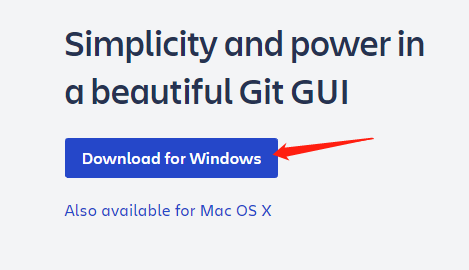 Simplicity and power in
a beautiful Git GUI
Download for Windows
Also available for Mac OS X